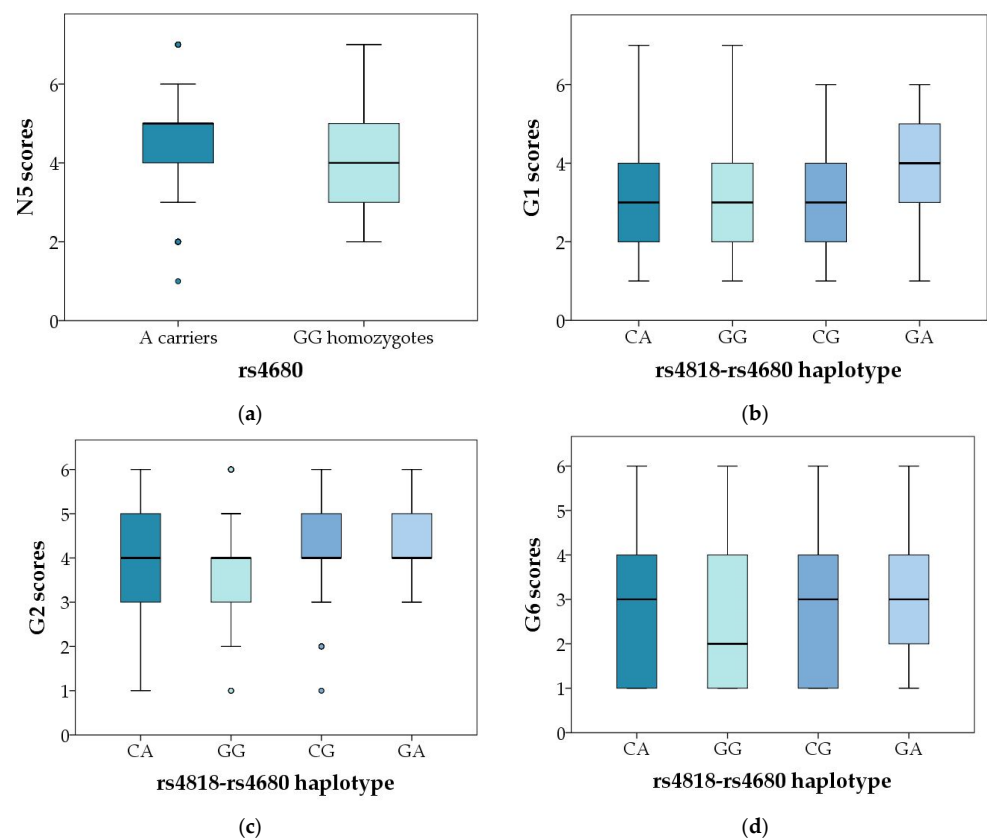 N5 scores
6
4
2
0
A carriers
GG homozygotes
rs4680
(a)
G1 scores
6
4
2
0
CA
GG
CG
GA
rs4818-rs4680 haplotype
(b)
G2 scores
6
5
4
3
2
1
0
CA
GG
CG
GA
rs4818-rs4680 haplotype
(c)
G6 scores
6
5
4
3
2
1
0
CA
GG
CG
GA
rs4818-rs4680 haplotype
(d)